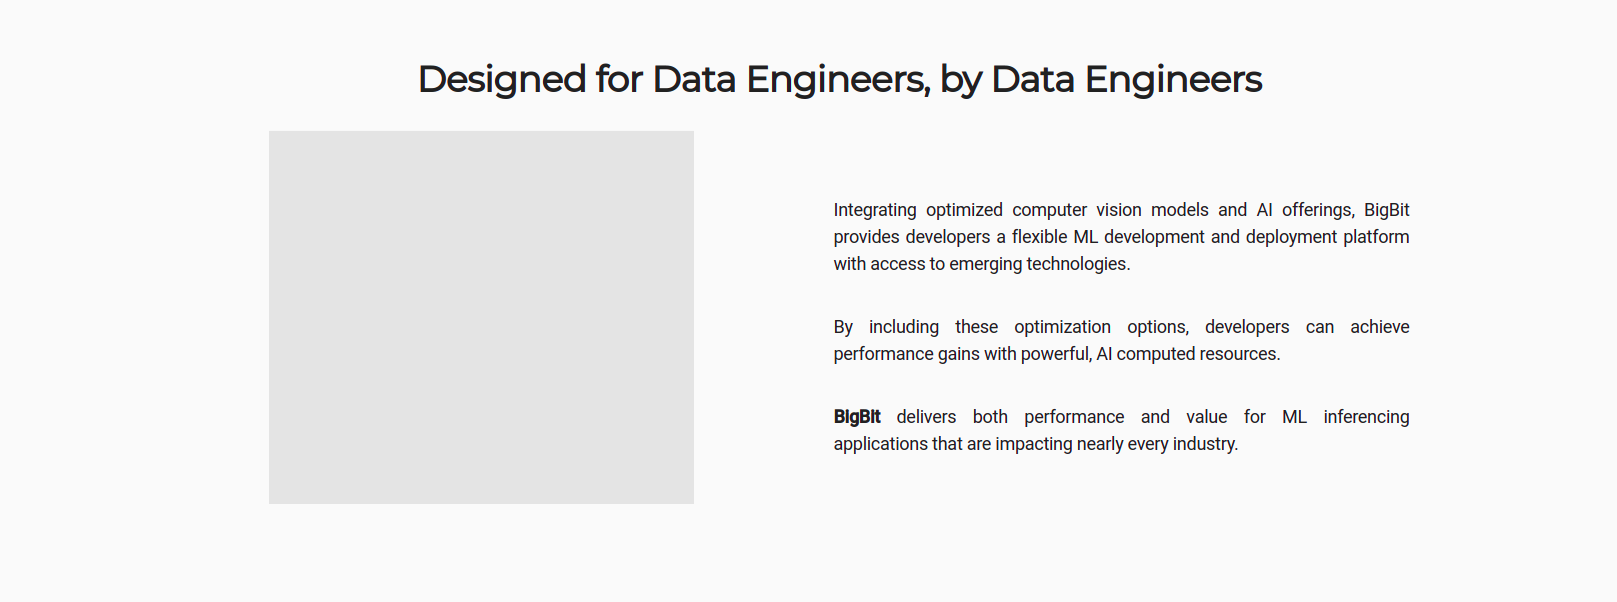 Designed for Data Engineers, by Data Engineers
Integrating optimized computer vision models and AI offerings, BigBit
provides developers a flexible ML development and deployment platform
with access to emerging technologies.
By including these optimization options, developers can achieve
performance gains with powerful, AI computed resources.
BigBit delivers both performance and value for ML inferencing
applications that are impacting nearly every industry.